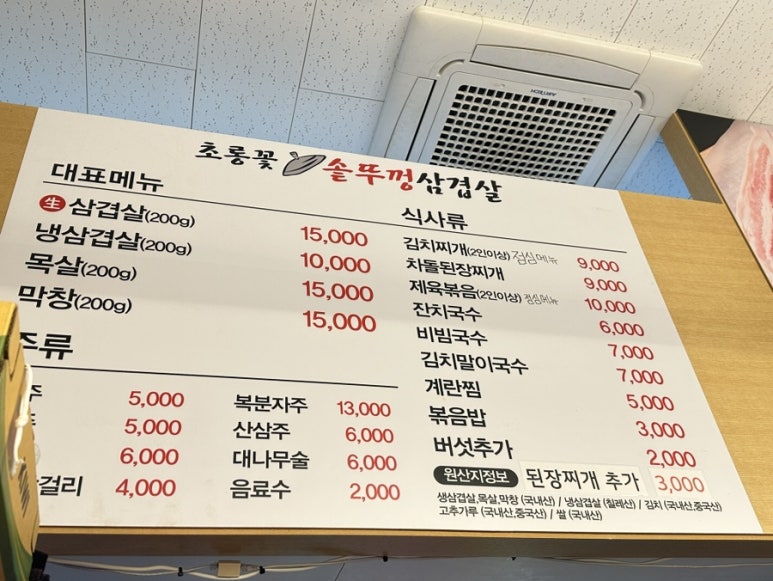 초롱꽃 솥뚜껑삼겹살
대표메뉴
生 삼겹살(200g) 15,000
냉삼겹살(200g) 10,000
목살(200g) 15,000
막창(200g) 15,000
주류
주 5,000
5,000
6,000
걸리 4,000
복분자주 13,000
산삼주 6,000
대나무술 6,000
음료수 2,000
식사류
김치찌개(2인이상) 점심메뉴 9,000
차돌된장찌개 9,000
제육볶음(2인이상) 점심메뉴 10,000
잔치국수 6,000
비빔국수 7,000
김치말이국수 7,000
계란찜 5,000
볶음밥 3,000
버섯추가 2,000
원산지정보 된장찌개 추가 3,000
생삼겹살,목살,막창 (국내산) / 냉삼겹살 (칠레산) / 김치 (국내산,중국산)
고추가루 (국내산,중국산) / 쌀 (국내산)